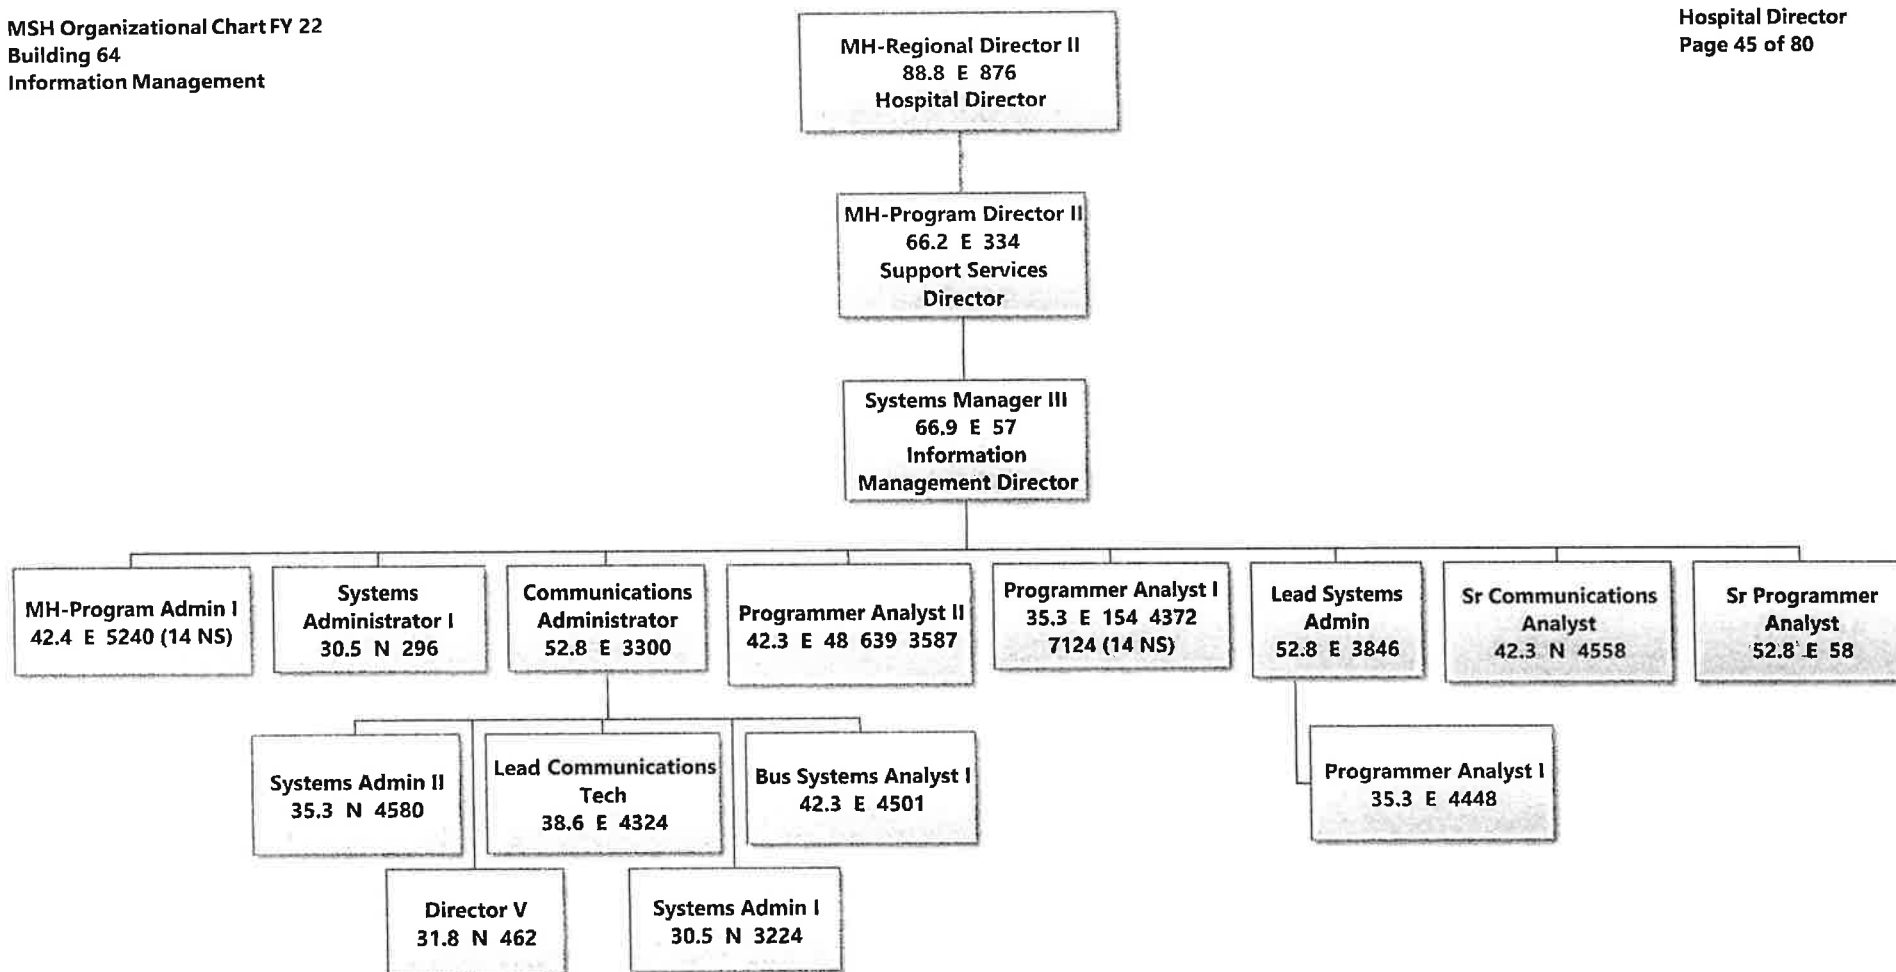 MSH Organizational Chart FY 22
Building 64
Information Management
Hospital Director
Page 45 of 80
MH-Regional Director II
88.8 E 876
Hospital Director
MH-Program Director II
66.2 E 334
Support Services
Director
Systems Manager III
66.9 E 57
Information
Management Director
MH-Program Admin I
42.4 E 5240 (14 NS)
Systems
Administrator I
30.5 N 296
Communications
Administrator
52.8 E 3300
Programmer Analyst II
42.3 E 48 639 3587
Programmer Analyst I
35.3 E 154 4372
7124 (14 NS)
Lead Systems
Admin
52.8 E 3846
Sr Communications
Analyst
42.3 N 4558
Sr Programmer
Analyst
52.8 E 58
Systems Admin II
35.3 N 4580
Lead Communications
Tech
38.6 E 4324
Bus Systems Analyst I
42.3 E 4501
Programmer Analyst I
35.3 E 4448
Director V
31.8 N 462
Systems Admin I
30.5 N 3224